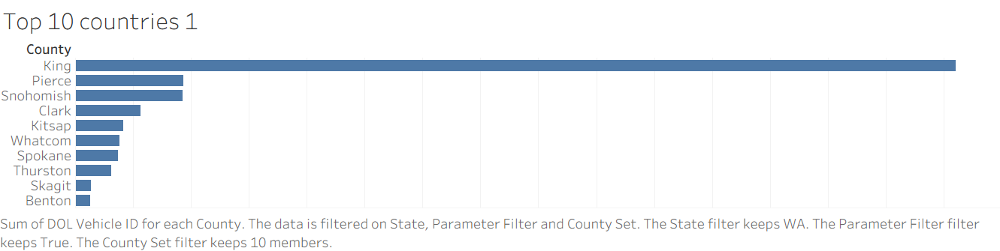 Top 10 countries 1
County
King
Pierce
Snohomish
Clark
Kitsap
Whatcom
Spokane
Thurston
Skagit
Benton
Sum of DOL Vehicle ID for each County. The data is filtered on State, Parameter Filter and County Set. The State filter keeps WA. The Parameter Filter filter
keeps True. The County Set filter keeps 10 members.